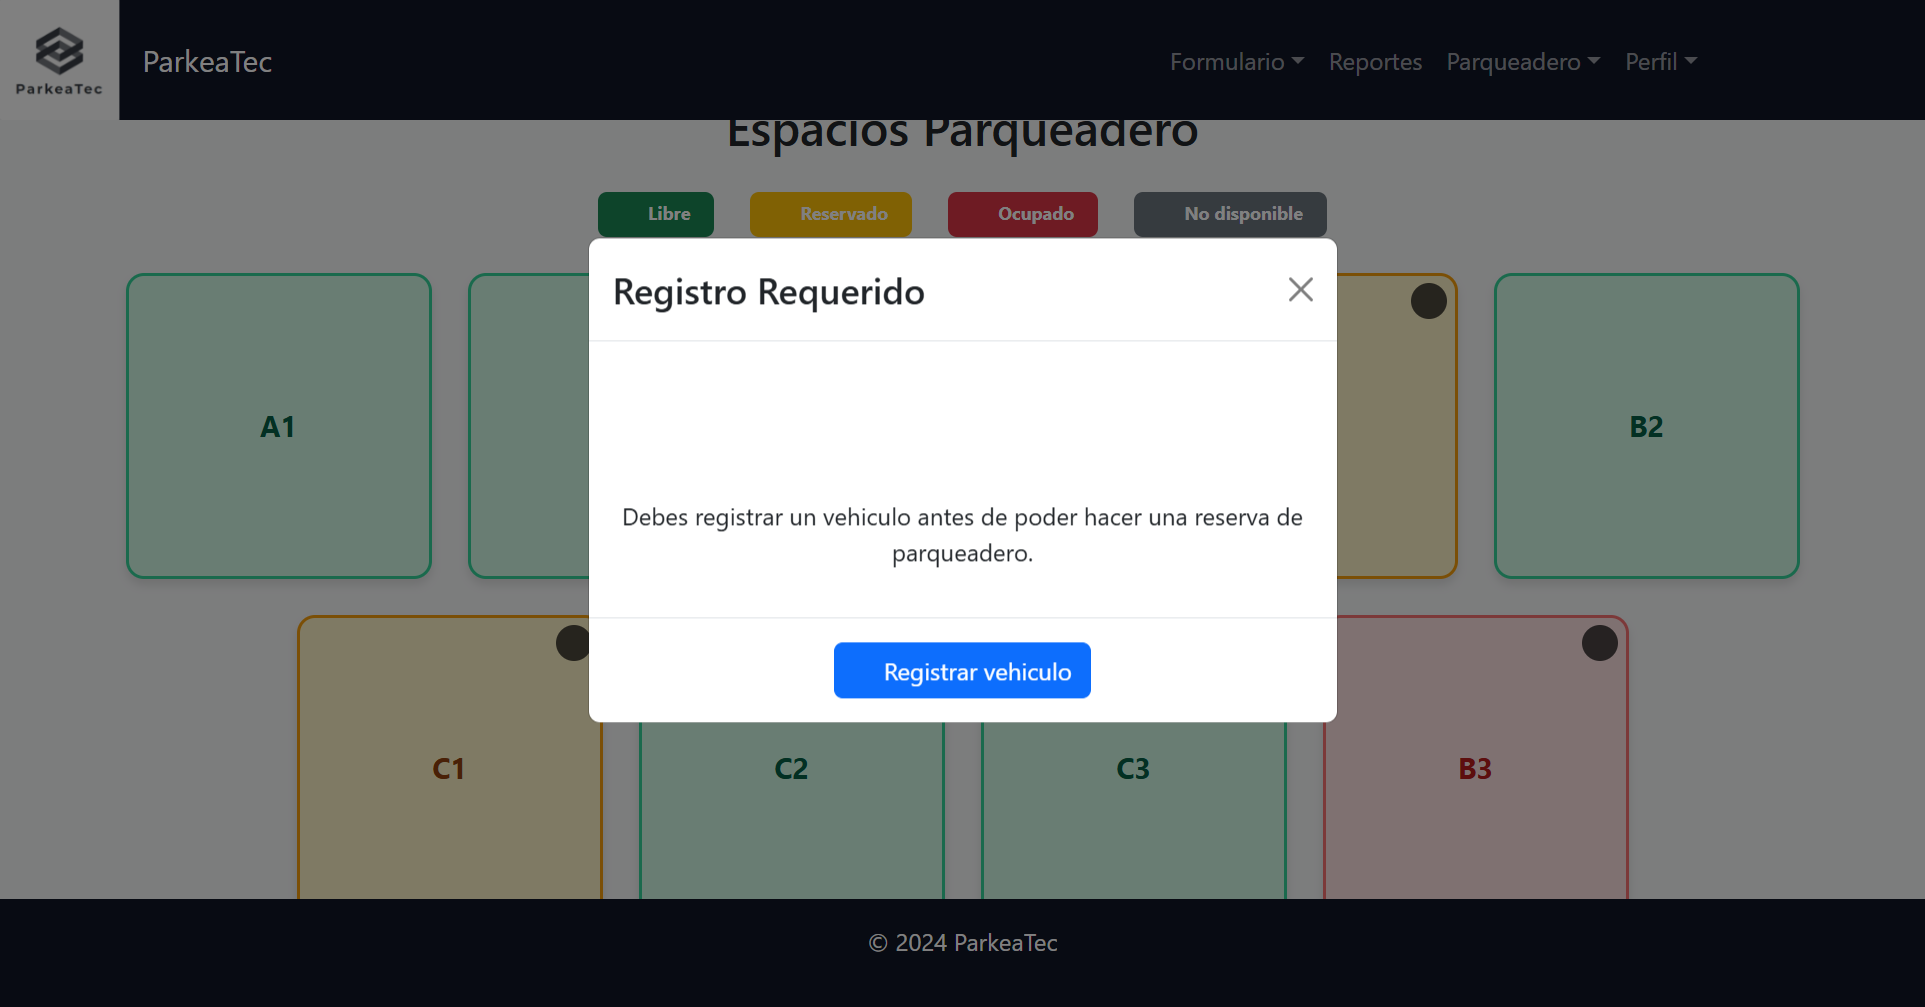 ParkeaTec
ParkeaTec
Formulario
Reportes
Parqueadero
Perfil
Espacios Parqueadero
Libre
Reservado
Ocupado
No disponible
Registro Requerido
Debes registrar un vehiculo antes de poder hacer una reserva de
parqueadero.
Registrar vehiculo
A1
B2
C1
C2
C3
B3
© 2024 ParkeaTec